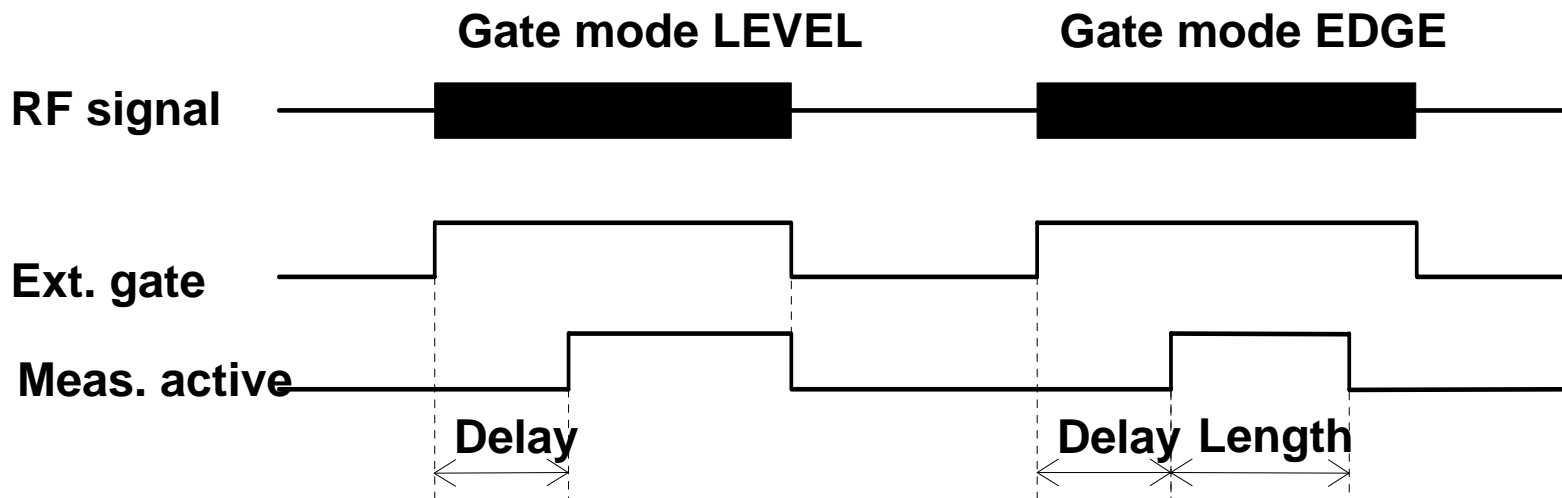 Gate mode LEVEL
Gate mode EDGE
RF signal
Ext. gate
Meas. active
Delay
Delay
Length